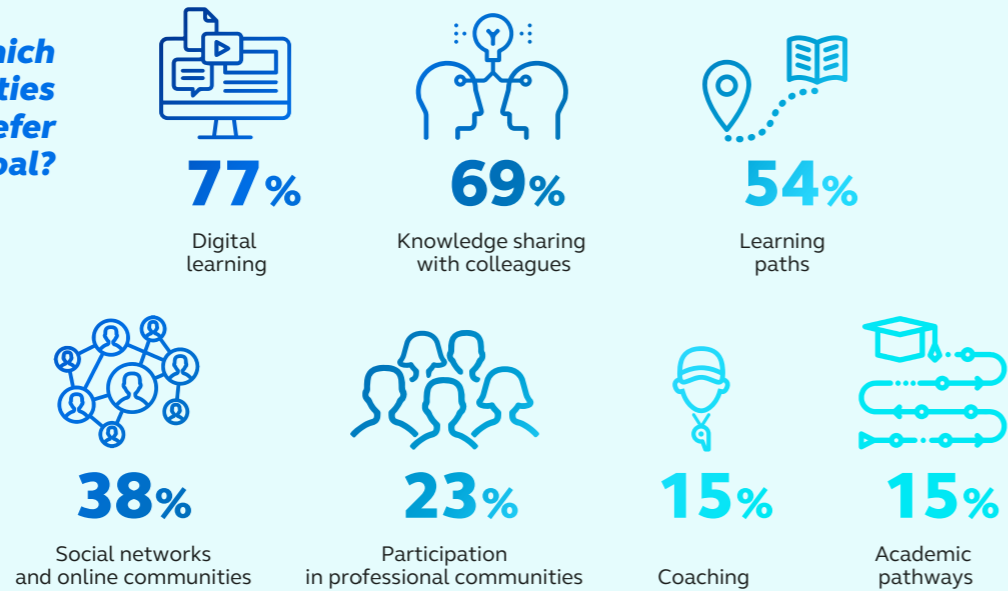 77%
Digital
learning
69%
Knowledge sharing
with colleagues
54%
Learning
paths
38%
Social networks
and online communities
23%
Participation
in professional communities
15%
Coaching
15%
Academic
pathways